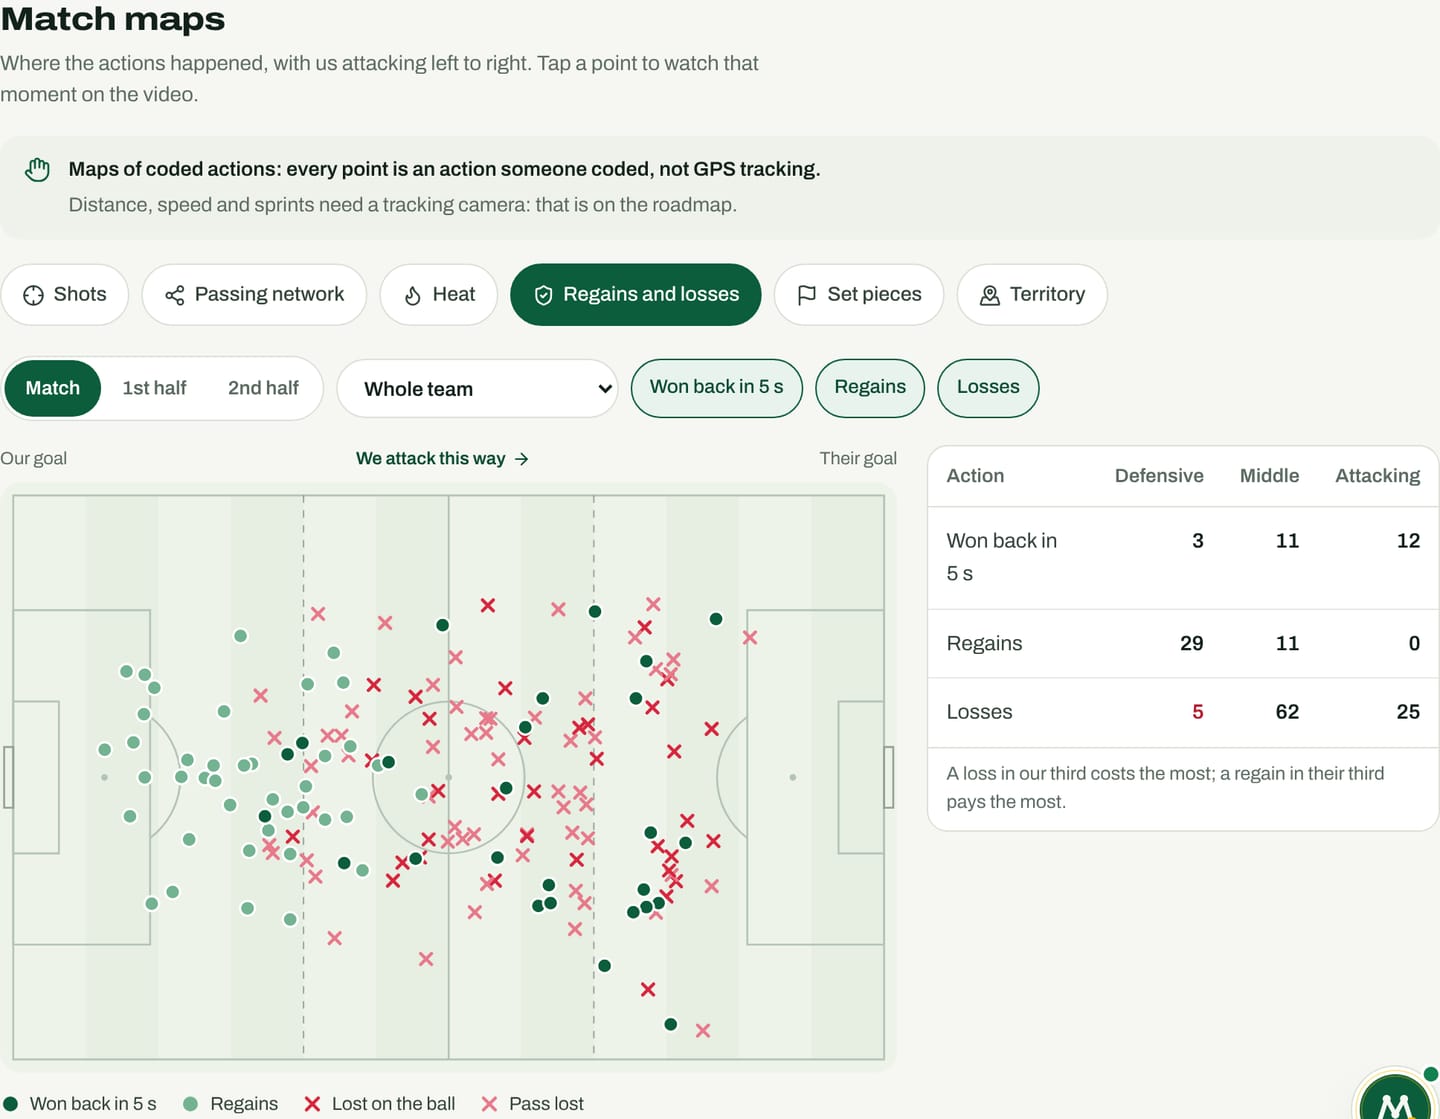 Match maps
Where the actions happened, with us attacking left to right. Tap a point to watch that
moment on the video.
Maps of coded actions: every point is an action someone coded, not GPS tracking.
Distance, speed and sprints need a tracking camera: that is on the roadmap.
Shots
Passing network
Heat
Regains and losses
Set pieces
Territory
Match
1st half
2nd half
Whole team
Won back in 5 s
Regains
Losses
Our goal
We attack this way →
Their goal
Action Defensive Middle Attacking
Won back in 3 11 12
5 s
Regains 29 11 0
Losses 5 62 25
A loss in our third costs the most; a regain in their third
pays the most.
Won back in 5 s
Regains
Lost on the ball
Pass lost
M